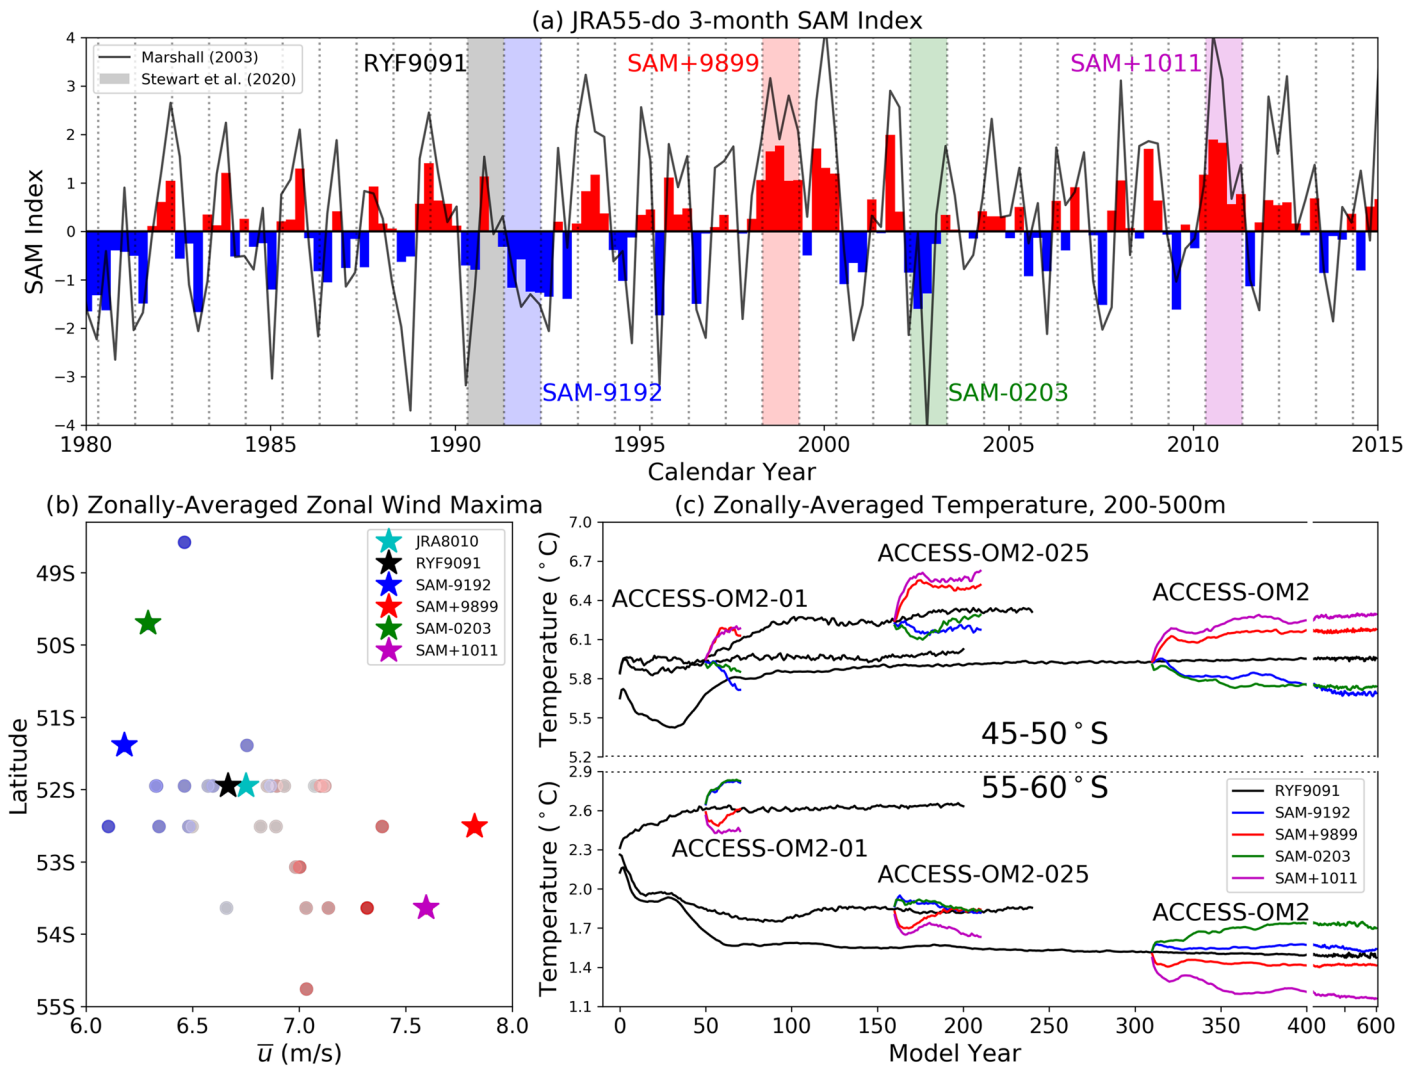 (a) JRA55-do 3-month SAM Index
SAM Index
4
3
2
1
0
−1
−2
−3
−4
Marshall (2003)
Stewart et al. (2020)
RYF9091
SAM+9899
SAM+1011
SAM-9192
SAM-0203
1980
1985
1990
1995
2000
2005
2010
2015
Calendar Year
(b) Zonally-Averaged Zonal Wind Maxima
Latitude
49S
50S
51S
52S
53S
54S
55S
JRA8010
RYF9091
SAM-9192
SAM+9899
SAM-0203
SAM+1011
6.0
6.5
7.0
7.5
8.0
u̅ (m/s)
(c) Zonally-Averaged Temperature, 200-500m
Temperature (°C)
7.0
6.7
6.4
6.1
5.8
5.5
5.2
ACCESS-OM2-01
ACCESS-OM2-025
ACCESS-OM2
45-50°S
Temperature (°C)
2.9
2.6
2.3
2.0
1.7
1.4
1.1
55-60°S
ACCESS-OM2-01
ACCESS-OM2-025
ACCESS-OM2
RYF9091
SAM-9192
SAM+9899
SAM-0203
SAM+1011
0
50
100
150
200
250
300
350
400
600
Model Year